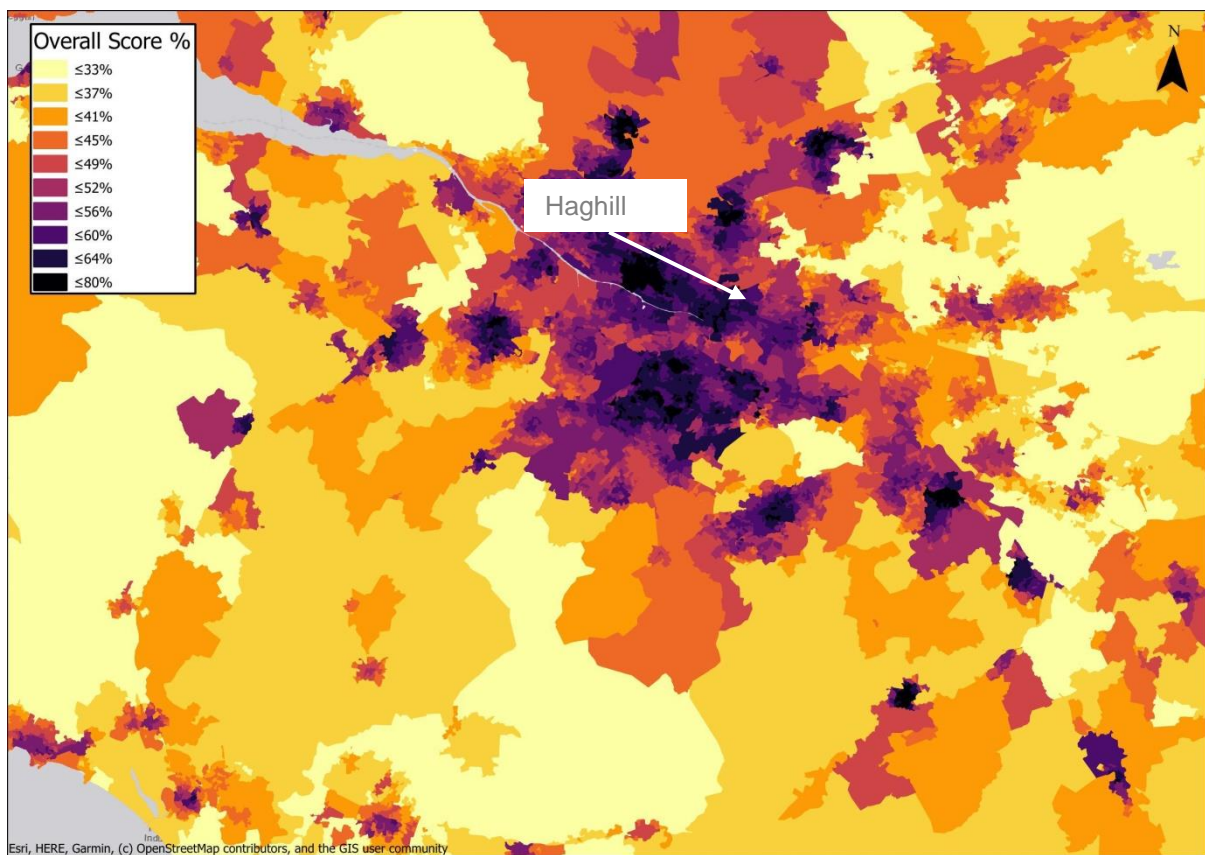 Overall Score %
≤33%
≤37%
≤41%
≤45%
≤49%
≤52%
≤56%
≤60%
≤64%
≤80%
N
Haghill
Esri, HERE, Garmin, (c) OpenStreetMap contributors, and the GIS user community